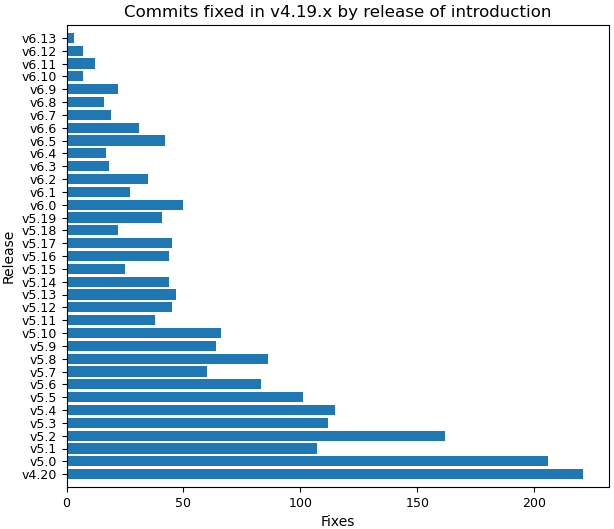 Commits fixed in v4.19.x by release of introduction
v6.13
v6.12
v6.11
v6.10
v6.9
v6.8
v6.7
v6.6
v6.5
v6.4
v6.3
v6.2
v6.1
v6.0
v5.19
v5.18
v5.17
v5.16
v5.15
v5.14
v5.13
v5.12
v5.11
v5.10
v5.9
v5.8
v5.7
v5.6
v5.5
v5.4
v5.3
v5.2
v5.1
v5.0
v4.20
Release
0 50 100 150 200
Fixes